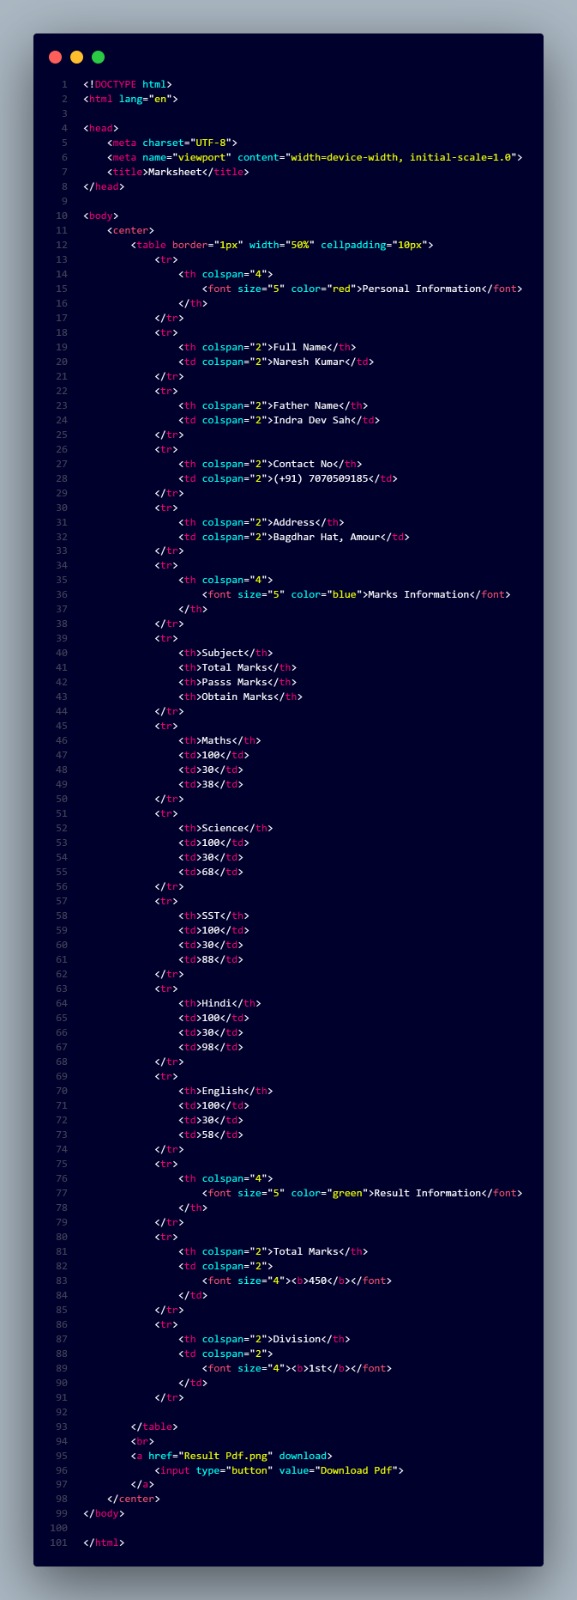 1 <!DOCTYPE html>
2 <html lang="en">
3
4 <head>
5     <meta charset="UTF-8">
6     <meta name="viewport" content="width=device-width, initial-scale=1.0">
7     <title>Marksheet</title>
8 </head>
9
10 <body>
11     <center>
12         <table border="1px" width="50%" cellpadding="10px">
13             <tr>
14                 <th colspan="4">
15                     <font size="5" color="red">Personal Information</font>
16                 </th>
17             </tr>
18             <tr>
19                 <th colspan="2">Full Name</th>
20                 <td colspan="2">Naresh Kumar</td>
21             </tr>
22             <tr>
23                 <th colspan="2">Father Name</th>
24                 <td colspan="2">Indra Dev Sah</td>
25             </tr>
26             <tr>
27                 <th colspan="2">Contact No</th>
28                 <td colspan="2">(+91) 7070509185</td>
29             </tr>
30             <tr>
31                 <th colspan="2">Address</th>
32                 <td colspan="2">Bagdhar Hat, Amour</td>
33             </tr>
34             <tr>
35                 <th colspan="4">
36                     <font size="5" color="blue">Marks Information</font>
37                 </th>
38             </tr>
39             <tr>
40                 <th>Subject</th>
41                 <th>Total Marks</th>
42                 <th>Passs Marks</th>
43                 <th>Obtain Marks</th>
44             </tr>
45             <tr>
46                 <th>Maths</th>
47                 <td>100</td>
48                 <td>30</td>
49                 <td>38</td>
50             </tr>
51             <tr>
52                 <th>Science</th>
53                 <td>100</td>
54                 <td>30</td>
55                 <td>68</td>
56             </tr>
57             <tr>
58                 <th>SST</th>
59                 <td>100</td>
60                 <td>30</td>
61                 <td>88</td>
62             </tr>
63             <tr>
64                 <th>Hindi</th>
65                 <td>100</td>
66                 <td>30</td>
67                 <td>98</td>
68             </tr>
69             <tr>
70                 <th>English</th>
71                 <td>100</td>
72                 <td>30</td>
73                 <td>58</td>
74             </tr>
75             <tr>
76                 <th colspan="4">
77                     <font size="5" color="green">Result Information</font>
78                 </th>
79             </tr>
80             <tr>
81                 <th colspan="2">Total Marks</th>
82                 <td colspan="2">
83                     <font size="4"><b>450</b></font>
84                 </td>
85             </tr>
86             <tr>
87                 <th colspan="2">Division</th>
88                 <td colspan="2">
89                     <font size="4"><b>1st</b></font>
90                 </td>
91             </tr>
92
93         </table>
94         <br>
95         <a href="Result Pdf.png" download>
96             <input type="button" value="Download Pdf">
97         </a>
98     </center>
99 </body>
100
101 </html>